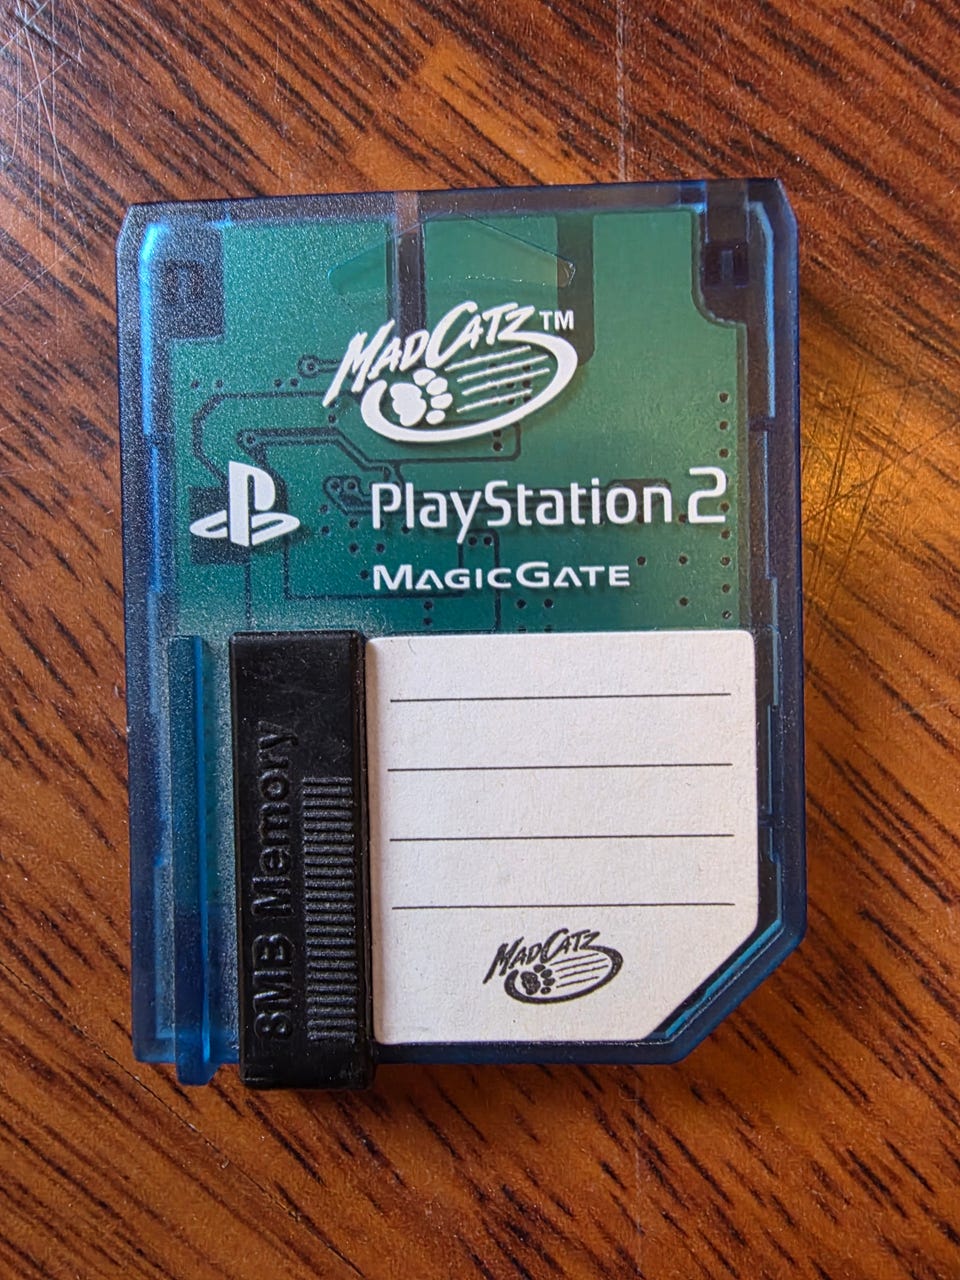 MADCATZ™
PlayStation 2
MAGICGATE
8MB Memory
MADCATZ